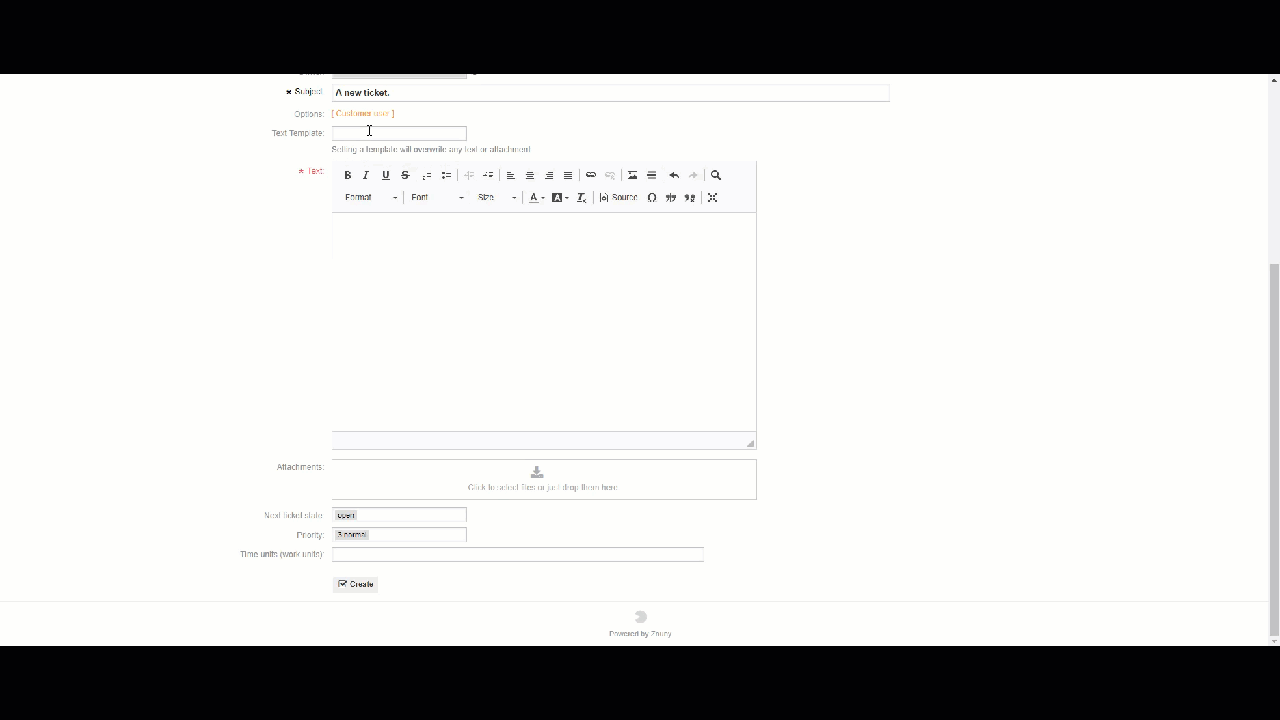 Subject:
A new ticket.
Options:
[ Customer user ]
Text Template:
Setting a template will overwrite any text or attachment.
Text:
B I U S
Format Font Size A A Source
Attachments:
Click to select files or just drop them here.
Next ticket state:
open
Priority:
3 normal
Time units (work units):
Create
Powered by Znuny